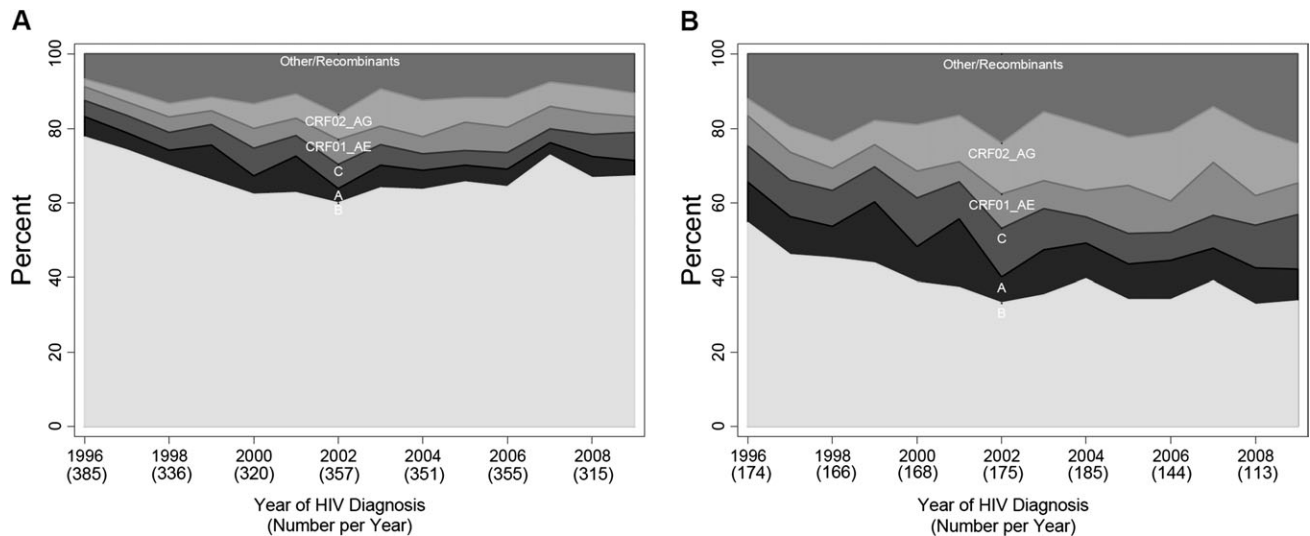 A
Percent
100
80
60
40
20
0
Other/Recombinants
CRF02_AG
CRF01_AE
C
A
B
1996 1998 2000 2002 2004 2006 2008
(385) (336) (320) (357) (351) (355) (315)
Year of HIV Diagnosis
(Number per Year)
B
Percent
100
80
60
40
20
0
Other/Recombinants
CRF02_AG
CRF01_AE
C
A
B
1996 1998 2000 2002 2004 2006 2008
(174) (166) (168) (175) (185) (144) (113)
Year of HIV Diagnosis
(Number per Year)